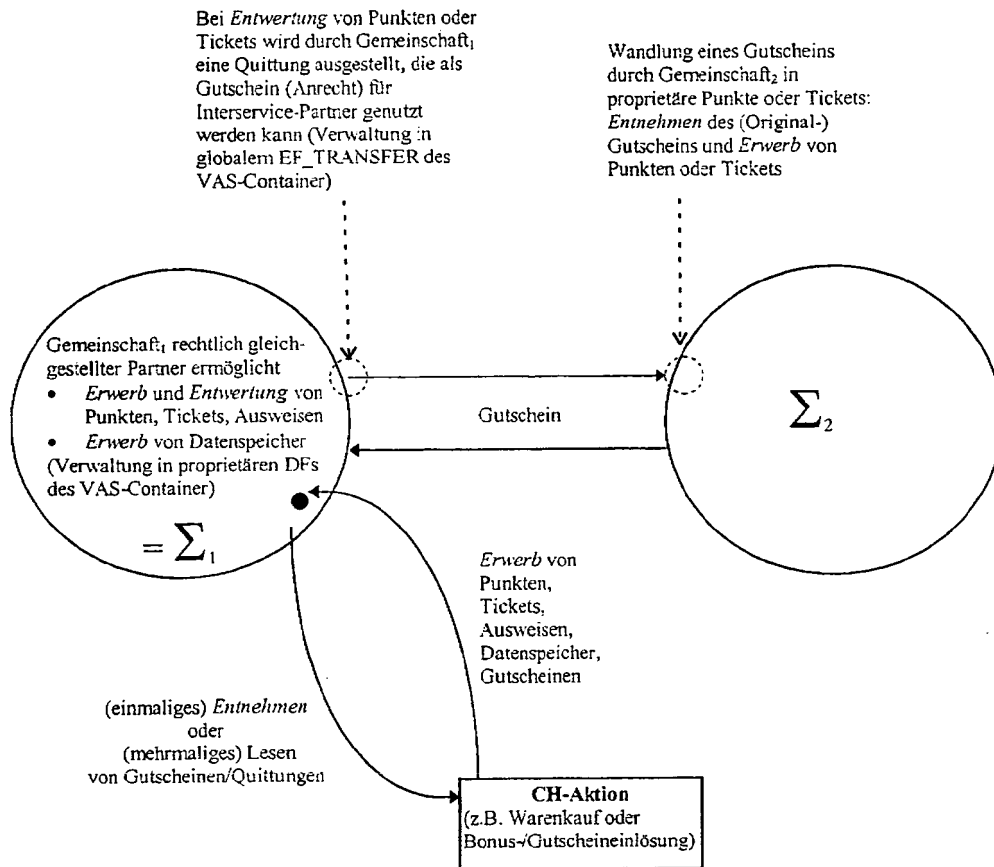 Bei Entwertung von Punkten oder
Tickets wird durch Gemeinschaft₁
eine Quittung ausgestellt, die als
Gutschein (Anrecht) für
Interservice-Partner genutzt
werden kann (Verwaltung in
globalem EF_TRANSFER des
VAS-Container)
Wandlung eines Gutscheins
durch Gemeinschaft₂ in
proprietäre Punkte oder Tickets:
Entnehmen des (Original-)
Gutscheins und Erwerb von
Punkten oder Tickets
Gemeinschaft₁ rechtlich gleich-
gestellter Partner ermöglicht
• Erwerb und Entwertung von
Punkten, Tickets, Ausweisen
• Erwerb von Datenspeicher
(Verwaltung in proprietären DFs
des VAS-Container)
= Σ₁
Gutschein
Σ₂
Erwerb von
Punkten,
Tickets,
Ausweisen,
Datenspeicher,
Gutscheinen
(einmaliges) Entnehmen
oder
(mehrmaliges) Lesen
von Gutscheinen/Quittungen
CH-Aktion
(z.B. Warenkauf oder
Bonus-/Gutscheineinlösung)